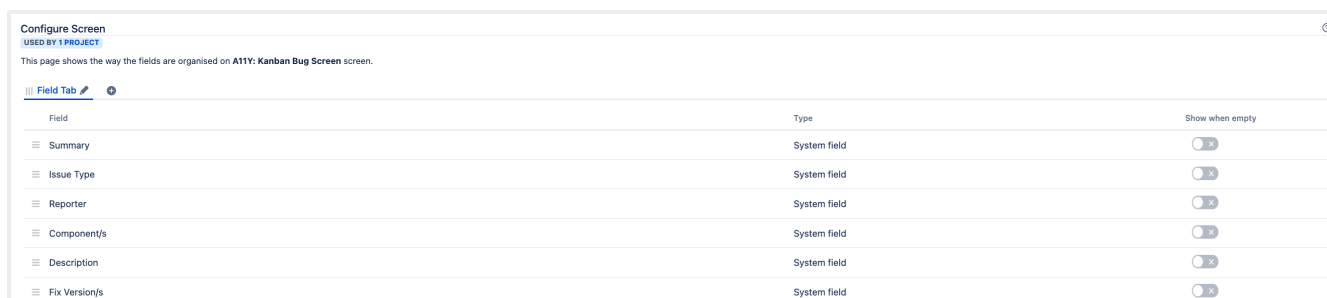 Configure Screen
USED BY 1 PROJECT
This page shows the way the fields are organised on A11Y: Kanban Bug Screen screen.
Field Tab
Field Type Show when empty
Summary System field
Issue Type System field
Reporter System field
Component/s System field
Description System field
Fix Version/s System field